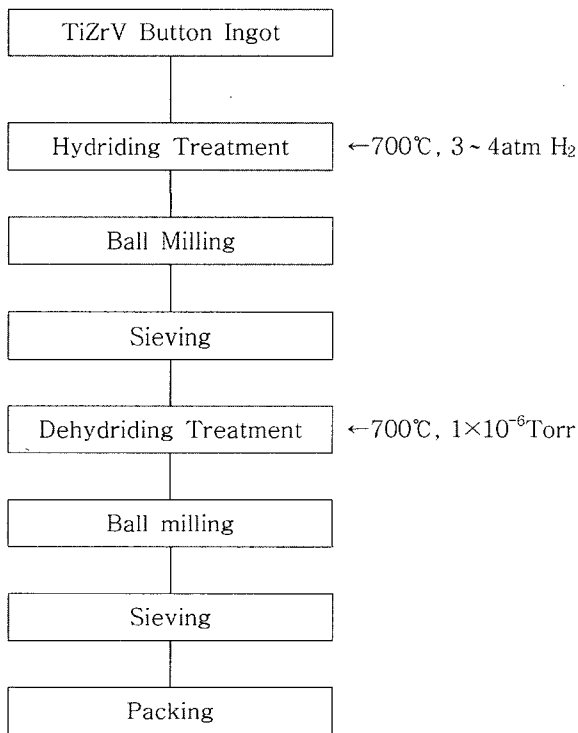 TiZrV Button Ingot
Hydriding Treatment ←700℃, 3~4atm H₂
Ball Milling
Sieving
Dehydriding Treatment ←700℃, 1×10⁻⁶Torr
Ball milling
Sieving
Packing